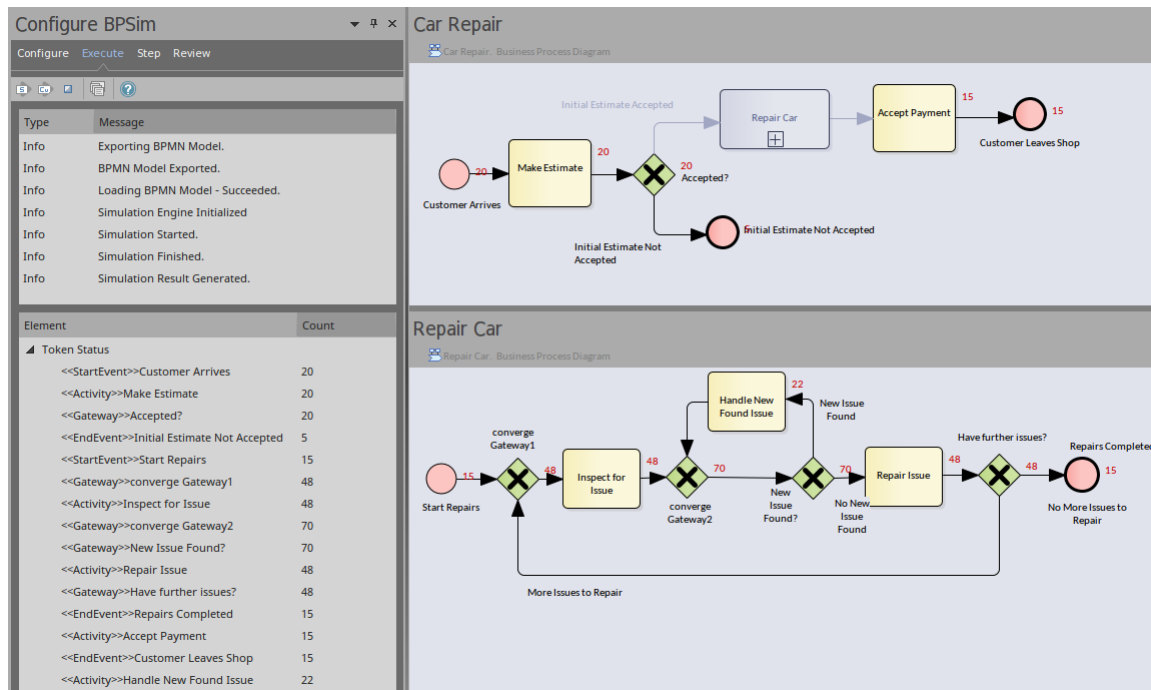 Configure BPSim
Configure Execute Step Review
Type Message
Info Exporting BPMN Model.
Info BPMN Model Exported.
Info Loading BPMN Model - Succeeded.
Info Simulation Engine Initialized
Info Simulation Started.
Info Simulation Finished.
Info Simulation Result Generated.
Element Count
Token Status
<<StartEvent>>Customer Arrives 20
<<Activity>>Make Estimate 20
<<Gateway>>Accepted? 20
<<EndEvent>>Initial Estimate Not Accepted 5
<<StartEvent>>Start Repairs 15
<<Gateway>>converge Gateway1 48
<<Activity>>Inspect for Issue 48
<<Gateway>>converge Gateway2 70
<<Gateway>>New Issue Found? 70
<<Activity>>Repair Issue 48
<<Gateway>>Have further issues? 48
<<EndEvent>>Repairs Completed 15
<<Activity>>Accept Payment 15
<<EndEvent>>Customer Leaves Shop 15
<<Activity>>Handle New Found Issue 22
Car Repair
Car Repair. Business Process Diagram
Initial Estimate Accepted
Repair Car
Accept Payment
15
15
Customer Leaves Shop
20
Customer Arrives
Make Estimate
20
20
Accepted?
Initial Estimate Not
Accepted
5
Initial Estimate Not Accepted
Repair Car
Repair Car. Business Process Diagram
Handle New
Found Issue
22
New Issue
Found
converge
Gateway1
Have further issues?
Repairs Completed
15
Start Repairs
48
Inspect for
Issue
48
converge
Gateway2
70
New
Issue
Found?
70
No New
Issue
Found
Repair Issue
48
48
15
No More Issues to
Repair
More Issues to Repair